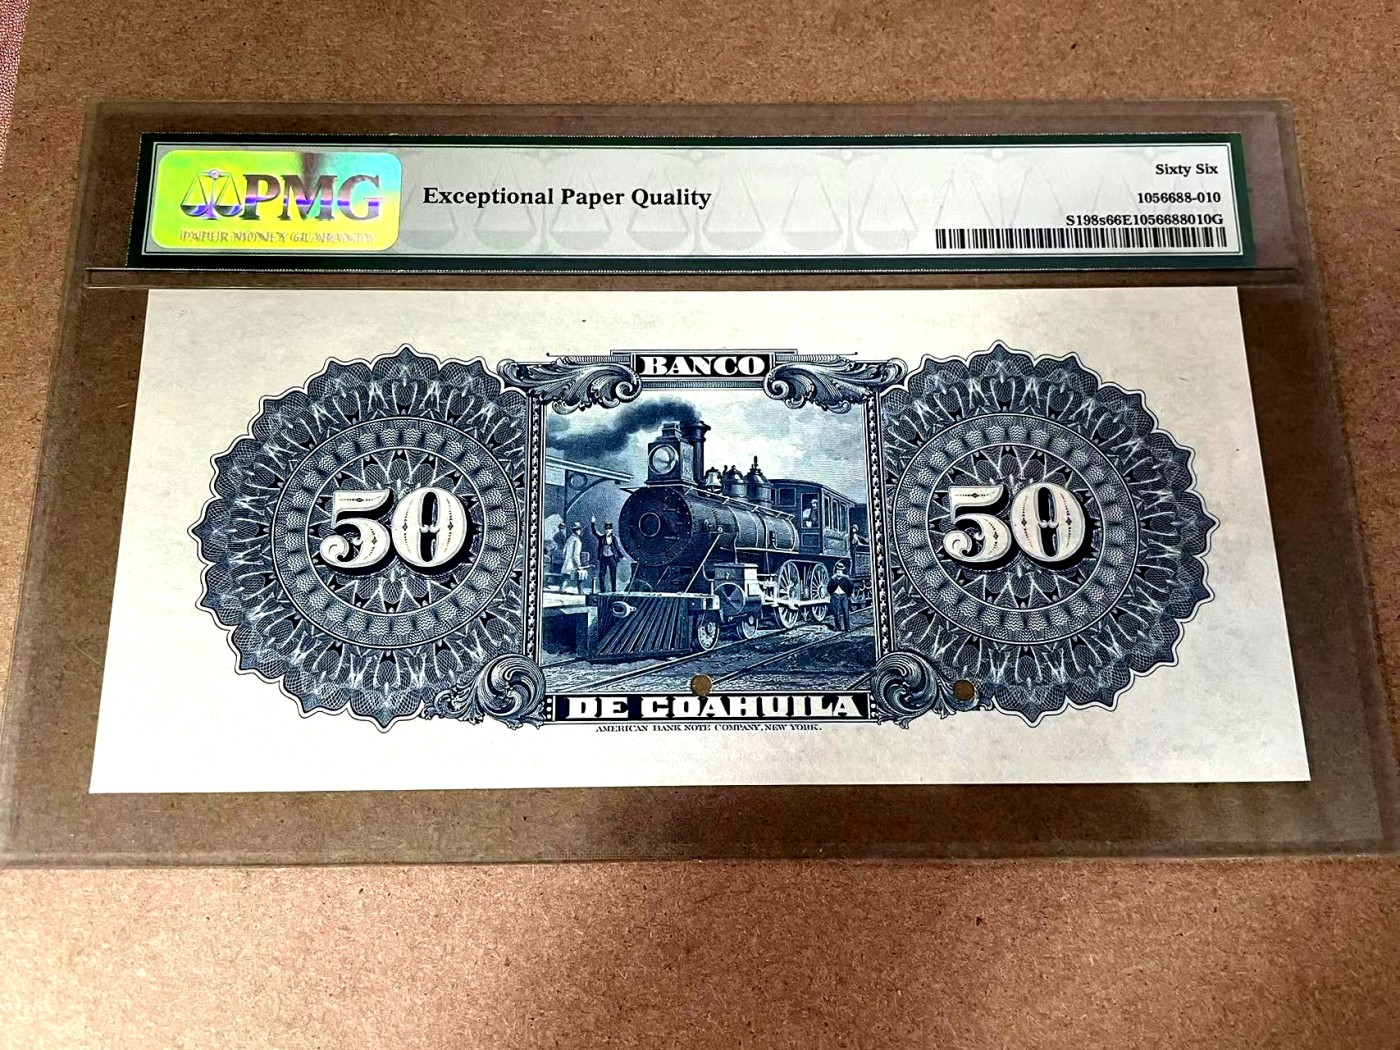 PMG
PAPER MONEY GUARANTY
Exceptional Paper Quality
Sixty Six
1056688-010
S198s66E1056688010G
BANCO
50
50
DE COAHUILA
AMERICAN BANK NOTE COMPANY, NEW YORK.